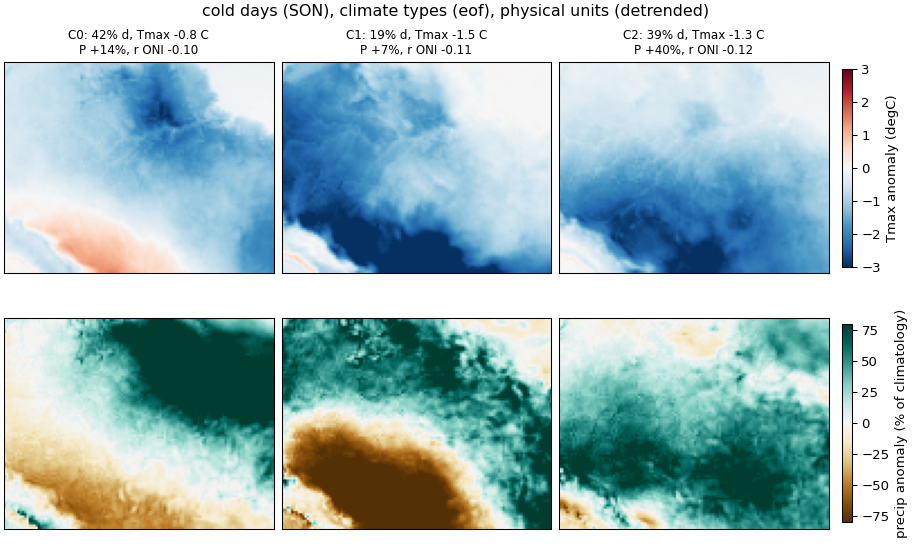 cold days (SON), climate types (eof), physical units (detrended)
C0: 42% d, Tmax -0.8 C
P +14%, r ONI -0.10
C1: 19% d, Tmax -1.5 C
P +7%, r ONI -0.11
C2: 39% d, Tmax -1.3 C
P +40%, r ONI -0.12
3
2
1
0
−1
−2
−3
Tmax anomaly (degC)
75
50
25
0
−25
−50
−75
precip anomaly (% of climatology)